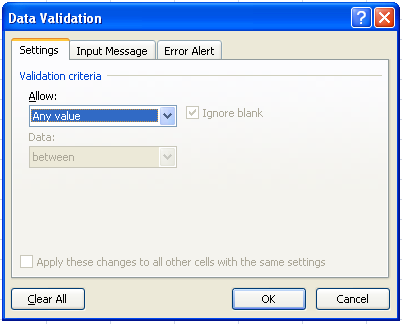 Data Validation
Settings Input Message Error Alert
Validation criteria
Allow:
Any value Ignore blank
Data:
between
Apply these changes to all other cells with the same settings
Clear All OK Cancel